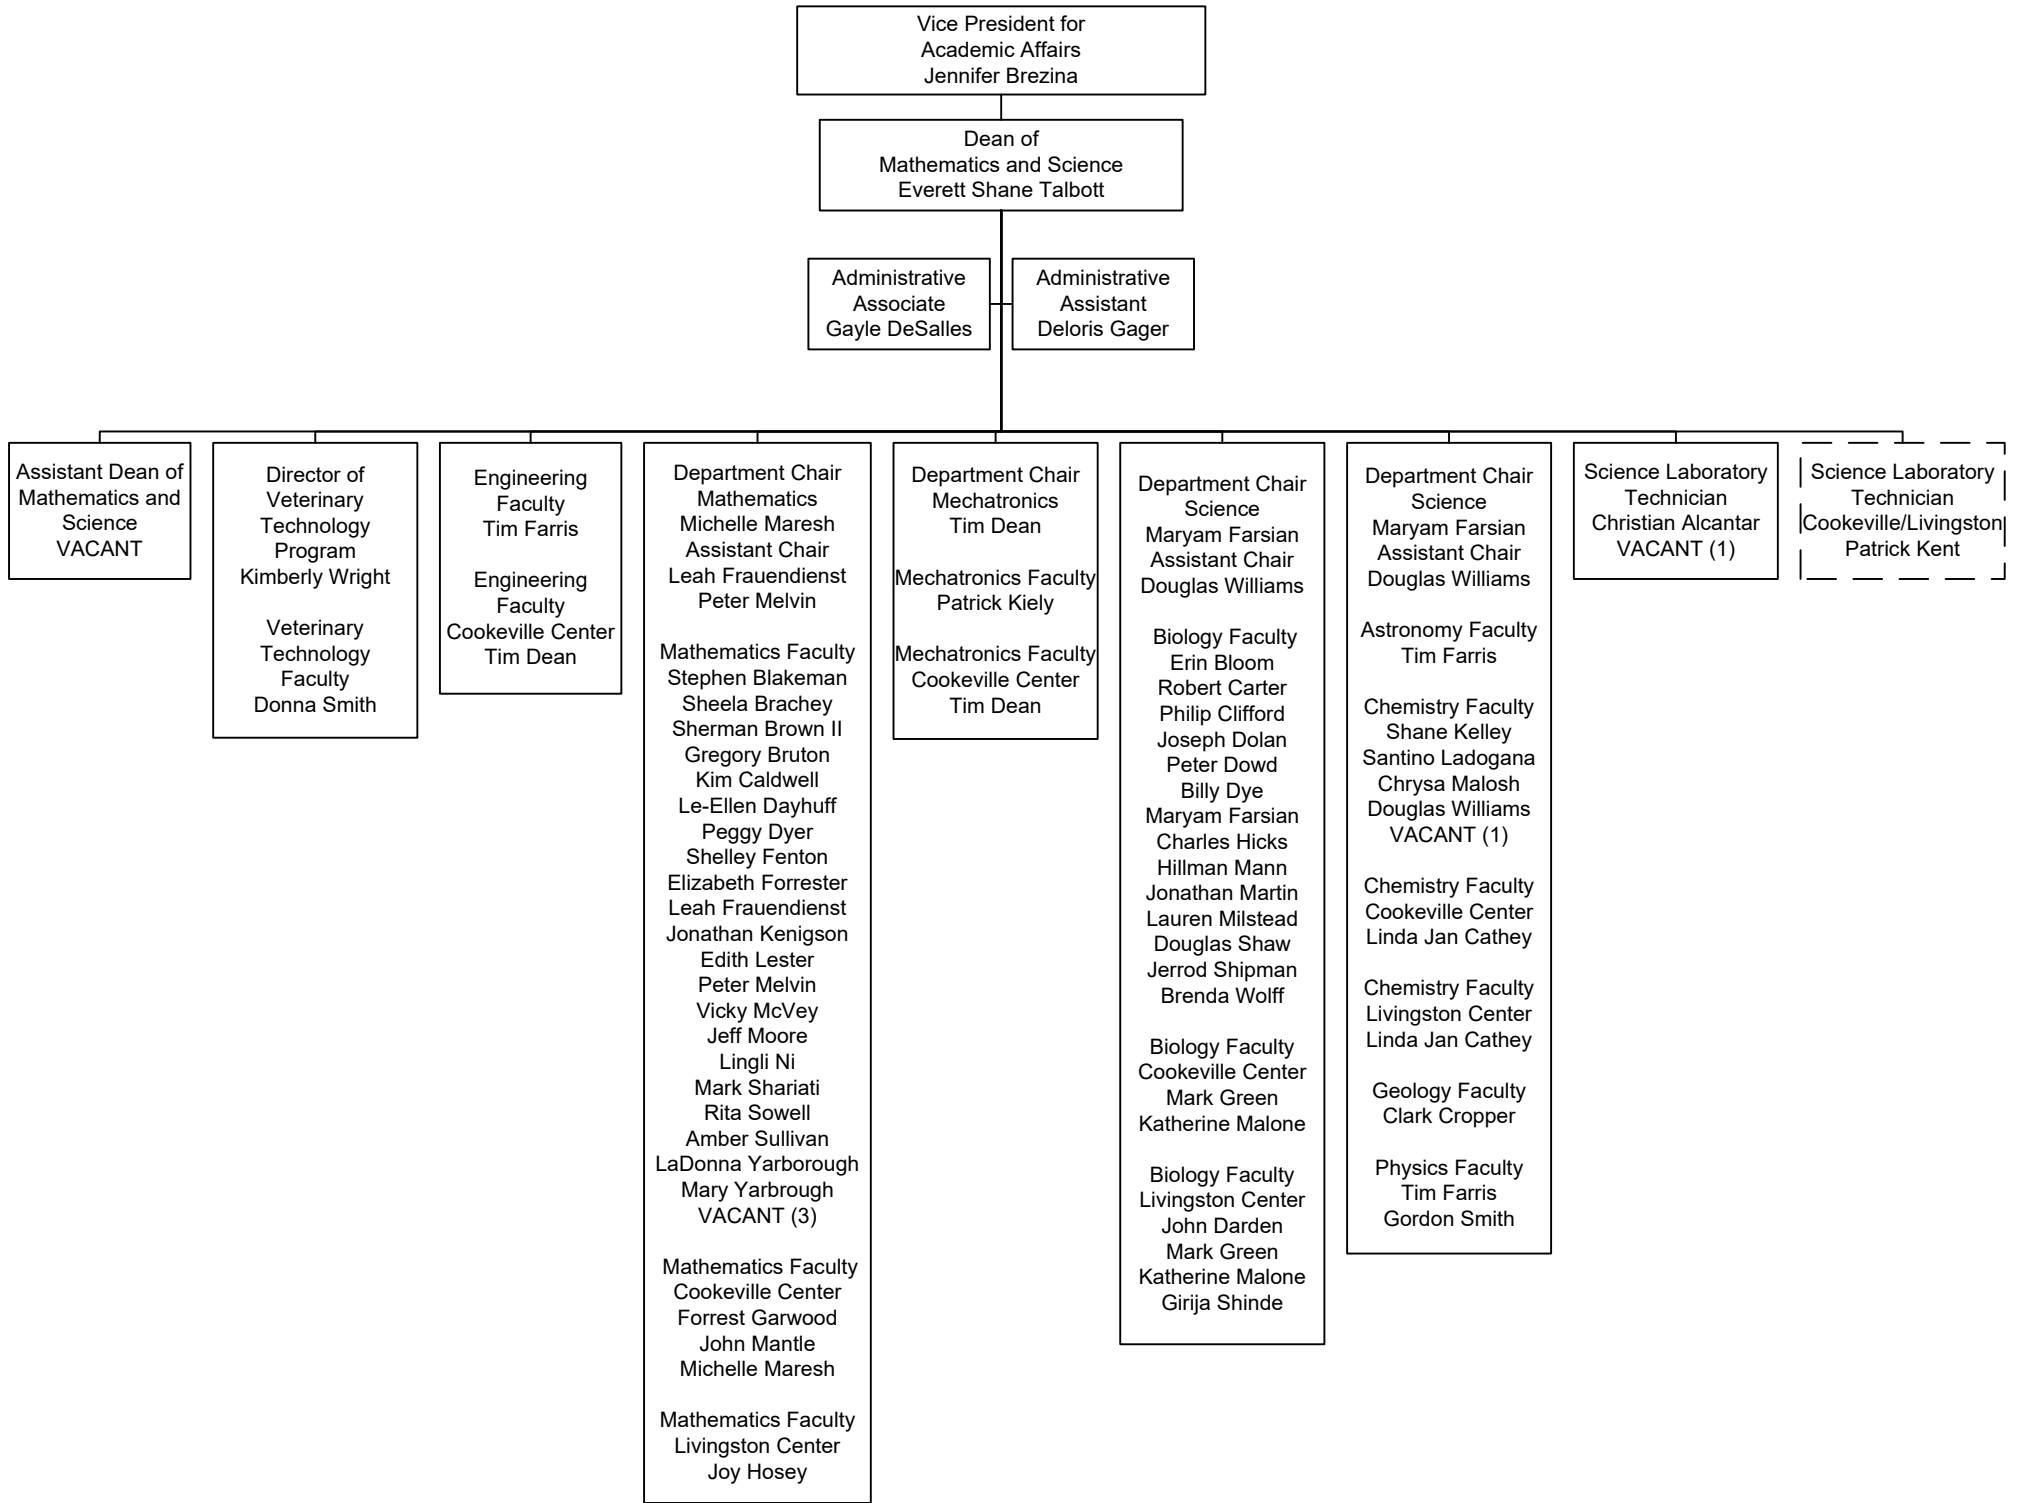 Vice President for
Academic Affairs
Jennifer Brezina
Dean of
Mathematics and Science
Everett Shane Talbott
Administrative
Associate
Gayle DeSalles
Administrative
Assistant
Deloris Gager
Assistant Dean of
Mathematics and
Science
VACANT
Director of
Veterinary
Technology
Program
Kimberly Wright
Veterinary
Technology
Faculty
Donna Smith
Engineering
Faculty
Tim Farris
Engineering
Faculty
Cookeville Center
Tim Dean
Department Chair
Mathematics
Michelle Maresh
Assistant Chair
Leah Frauendienst
Peter Melvin
Mathematics Faculty
Stephen Blakeman
Sheela Brachey
Sherman Brown II
Gregory Bruton
Kim Caldwell
Le-Ellen Dayhuff
Peggy Dyer
Shelley Fenton
Elizabeth Forrester
Leah Frauendienst
Jonathan Kenigson
Edith Lester
Peter Melvin
Vicky McVey
Jeff Moore
Lingli Ni
Mark Shariati
Rita Sowell
Amber Sullivan
LaDonna Yarborough
Mary Yarbrough
VACANT (3)
Mathematics Faculty
Cookeville Center
Forrest Garwood
John Mantle
Michelle Maresh
Mathematics Faculty
Livingston Center
Joy Hosey
Department Chair
Mechatronics
Tim Dean
Mechatronics Faculty
Patrick Kiely
Mechatronics Faculty
Cookeville Center
Tim Dean
Department Chair
Science
Maryam Farsian
Assistant Chair
Douglas Williams
Biology Faculty
Erin Bloom
Robert Carter
Philip Clifford
Joseph Dolan
Peter Dowd
Billy Dye
Maryam Farsian
Charles Hicks
Hillman Mann
Jonathan Martin
Lauren Milstead
Douglas Shaw
Jerrod Shipman
Brenda Wolff
Biology Faculty
Cookeville Center
Mark Green
Katherine Malone
Biology Faculty
Livingston Center
John Darden
Mark Green
Katherine Malone
Girija Shinde
Department Chair
Science
Maryam Farsian
Assistant Chair
Douglas Williams
Astronomy Faculty
Tim Farris
Chemistry Faculty
Shane Kelley
Santino Ladogana
Chrysa Malosh
Douglas Williams
VACANT (1)
Chemistry Faculty
Cookeville Center
Linda Jan Cathey
Chemistry Faculty
Livingston Center
Linda Jan Cathey
Geology Faculty
Clark Cropper
Physics Faculty
Tim Farris
Gordon Smith
Science Laboratory
Technician
Christian Alcantar
VACANT (1)
Science Laboratory
Technician
Cookeville/Livingston
Patrick Kent